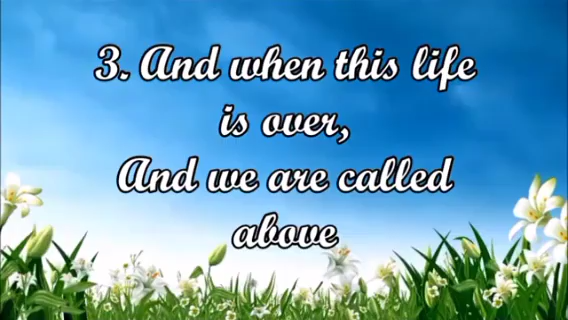 3. And when this life
is over,
And we are called
above